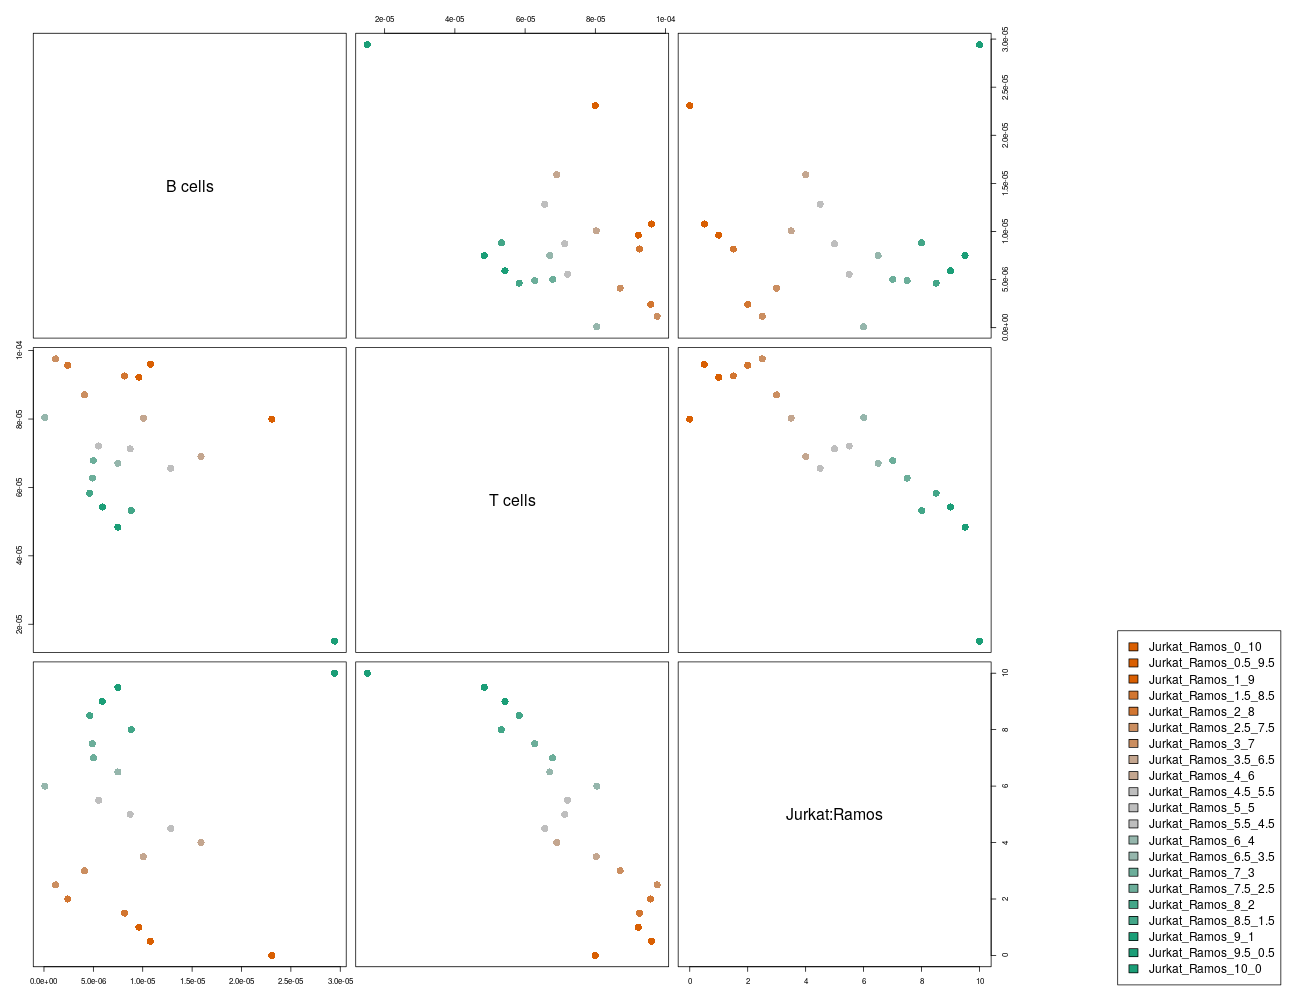 2e-05 4e-05 6e-05 8e-05 1e-04
B cells
0.0e+00 5.0e-06 1.0e-05 1.5e-05 2.0e-05 2.5e-05 3.0e-05
2e-05 4e-05 6e-05 8e-05 1e-04
T cells
Jurkat:Ramos
0 2 4 6 8 10
0.0e+00 5.0e-06 1.0e-05 1.5e-05 2.0e-05 2.5e-05 3.0e-05
0 2 4 6 8 10
Jurkat_Ramos_0_10
Jurkat_Ramos_0.5_9.5
Jurkat_Ramos_1_9
Jurkat_Ramos_1.5_8.5
Jurkat_Ramos_2_8
Jurkat_Ramos_2.5_7.5
Jurkat_Ramos_3_7
Jurkat_Ramos_3.5_6.5
Jurkat_Ramos_4_6
Jurkat_Ramos_4.5_5.5
Jurkat_Ramos_5_5
Jurkat_Ramos_5.5_4.5
Jurkat_Ramos_6_4
Jurkat_Ramos_6.5_3.5
Jurkat_Ramos_7_3
Jurkat_Ramos_7.5_2.5
Jurkat_Ramos_8_2
Jurkat_Ramos_8.5_1.5
Jurkat_Ramos_9_1
Jurkat_Ramos_9.5_0.5
Jurkat_Ramos_10_0